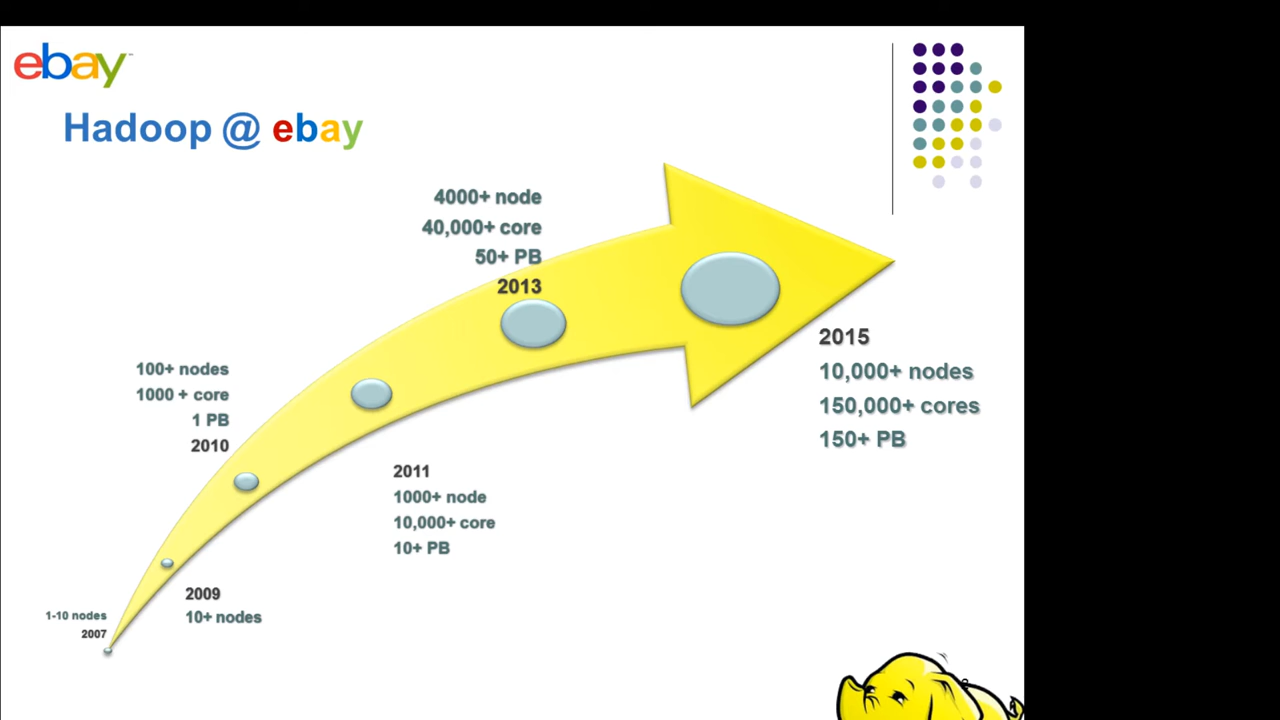 ebay™
Hadoop @ ebay
4000+ node
40,000+ core
50+ PB
2013
2015
10,000+ nodes
150,000+ cores
150+ PB
100+ nodes
1000 + core
1 PB
2010
2011
1000+ node
10,000+ core
10+ PB
2009
10+ nodes
1-10 nodes
2007